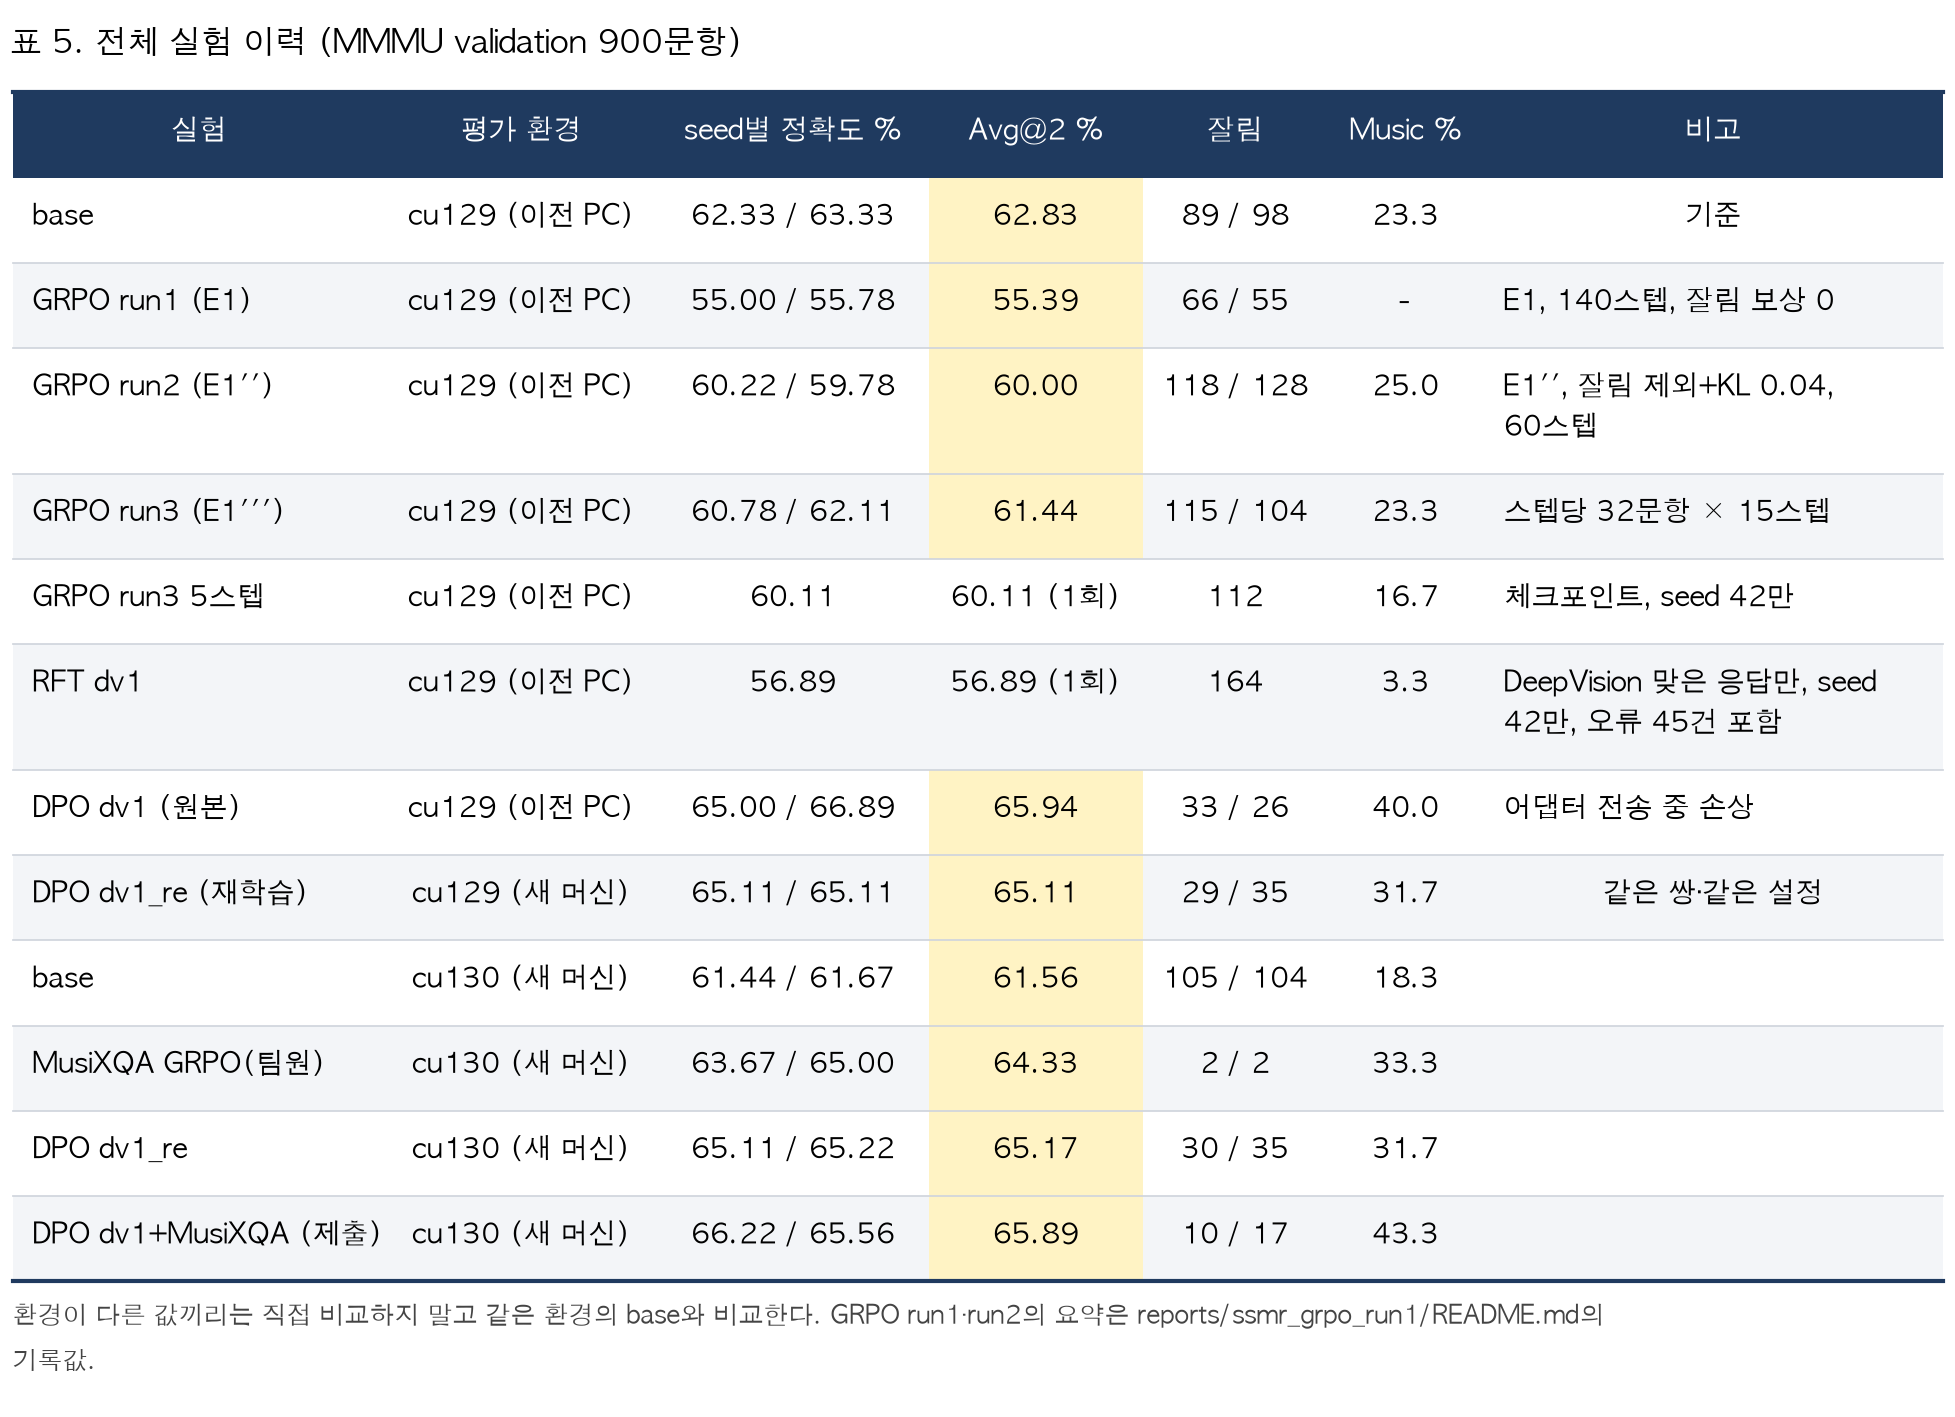 표 5. 전체 실험 이력 (MMMU validation 900문항)
실험 평가 환경 seed별 정확도 % Avg@2 % 잘림 Music % 비고
base cu129 (이전 PC) 62.33 / 63.33 62.83 89 / 98 23.3 기준
GRPO run1 (E1) cu129 (이전 PC) 55.00 / 55.78 55.39 66 / 55 - E1, 140스텝, 잘림 보상 0
GRPO run2 (E1′′) cu129 (이전 PC) 60.22 / 59.78 60.00 118 / 128 25.0 E1′′, 잘림 제외+KL 0.04,
60스텝
GRPO run3 (E1′′′) cu129 (이전 PC) 60.78 / 62.11 61.44 115 / 104 23.3 스텝당 32문항 × 15스텝
GRPO run3 5스텝 cu129 (이전 PC) 60.11 60.11 (1회) 112 16.7 체크포인트, seed 42만
RFT dv1 cu129 (이전 PC) 56.89 56.89 (1회) 164 3.3 DeepVision 맞은 응답만, seed
42만, 오류 45건 포함
DPO dv1 (원본) cu129 (이전 PC) 65.00 / 66.89 65.94 33 / 26 40.0 어댑터 전송 중 손상
DPO dv1_re (재학습) cu129 (새 머신) 65.11 / 65.11 65.11 29 / 35 31.7 같은 쌍·같은 설정
base cu130 (새 머신) 61.44 / 61.67 61.56 105 / 104 18.3
MusiXQA GRPO(팀원) cu130 (새 머신) 63.67 / 65.00 64.33 2 / 2 33.3
DPO dv1_re cu130 (새 머신) 65.11 / 65.22 65.17 30 / 35 31.7
DPO dv1+MusiXQA (제출) cu130 (새 머신) 66.22 / 65.56 65.89 10 / 17 43.3
환경이 다른 값끼리는 직접 비교하지 말고 같은 환경의 base와 비교한다. GRPO run1·run2의 요약은 reports/ssmr_grpo_run1/README.md의
기록값.